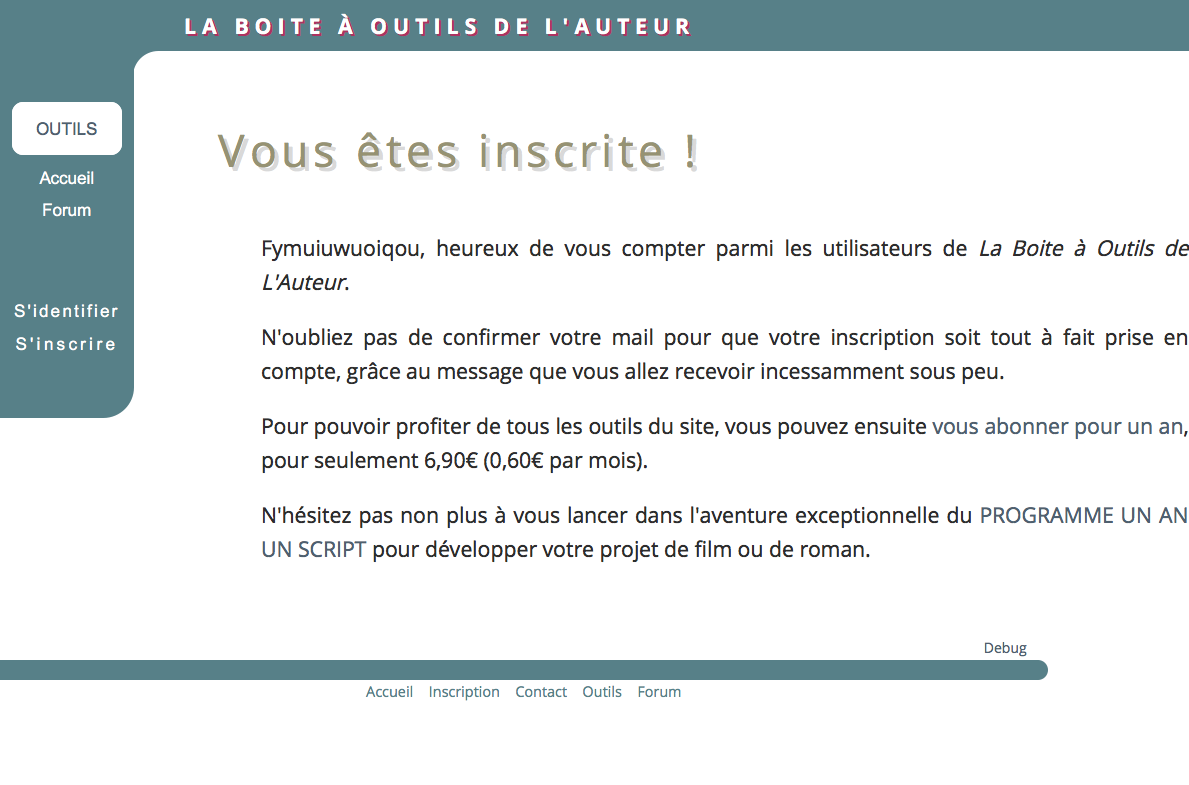 LA BOITE À OUTILS DE L'AUTEUR
OUTILS
Accueil
Forum
S'identifier
S'inscrire
Vous êtes inscrite !
Fymuiuwuoiqou, heureux de vous compter parmi les utilisateurs de La Boite à Outils de
L'Auteur.
N'oubliez pas de confirmer votre mail pour que votre inscription soit tout à fait prise en
compte, grâce au message que vous allez recevoir incessamment sous peu.
Pour pouvoir profiter de tous les outils du site, vous pouvez ensuite vous abonner pour un an,
pour seulement 6,90€ (0,60€ par mois).
N'hésitez pas non plus à vous lancer dans l'aventure exceptionnelle du PROGRAMME UN AN
UN SCRIPT pour développer votre projet de film ou de roman.
Debug
Accueil Inscription Contact Outils Forum